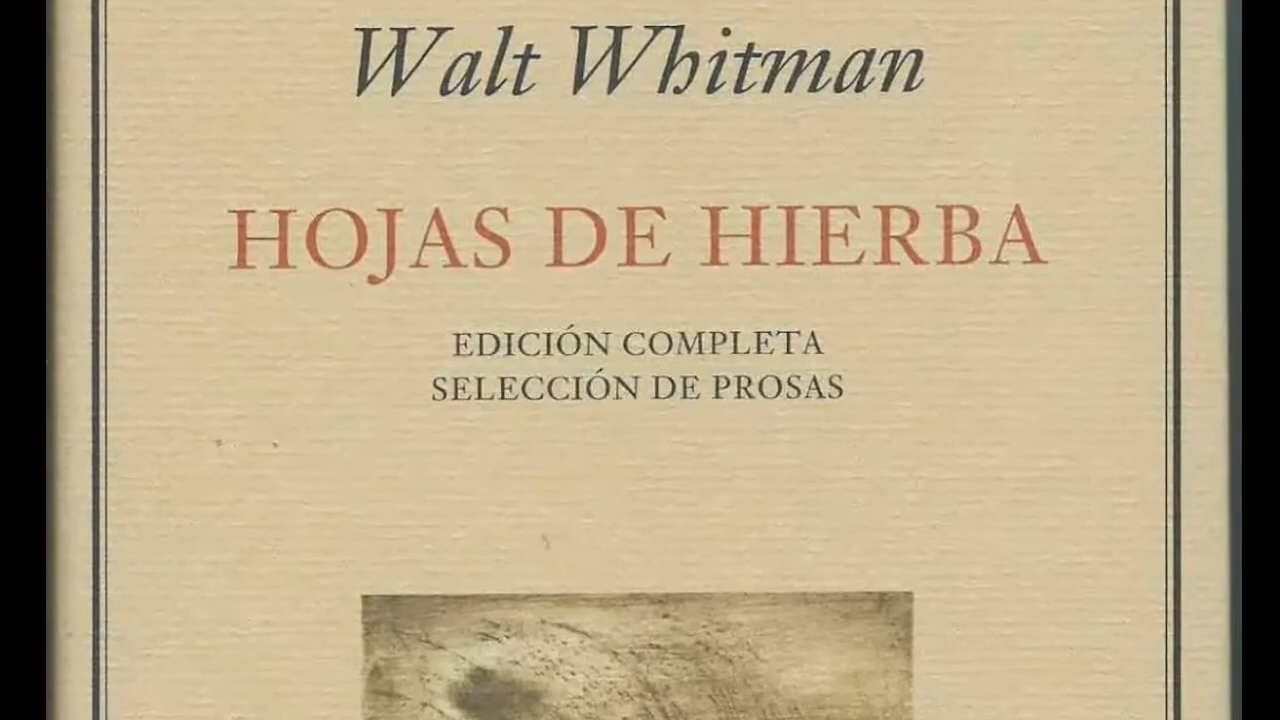 Walt Whitman
HOJAS DE HIERBA
EDICIÓN COMPLETA
SELECCIÓN DE PROSAS